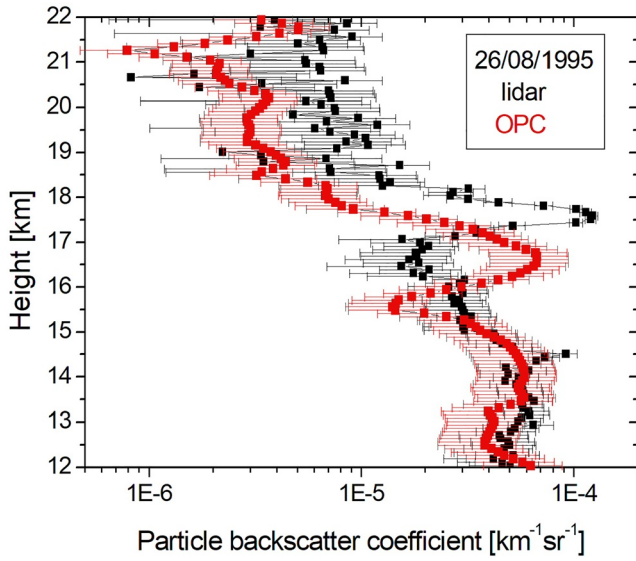 26/08/1995
lidar
OPC
22
21
20
19
18
17
16
15
14
13
12
Height [km]
1E-6 1E-5 1E-4
Particle backscatter coefficient [km⁻¹sr⁻¹]